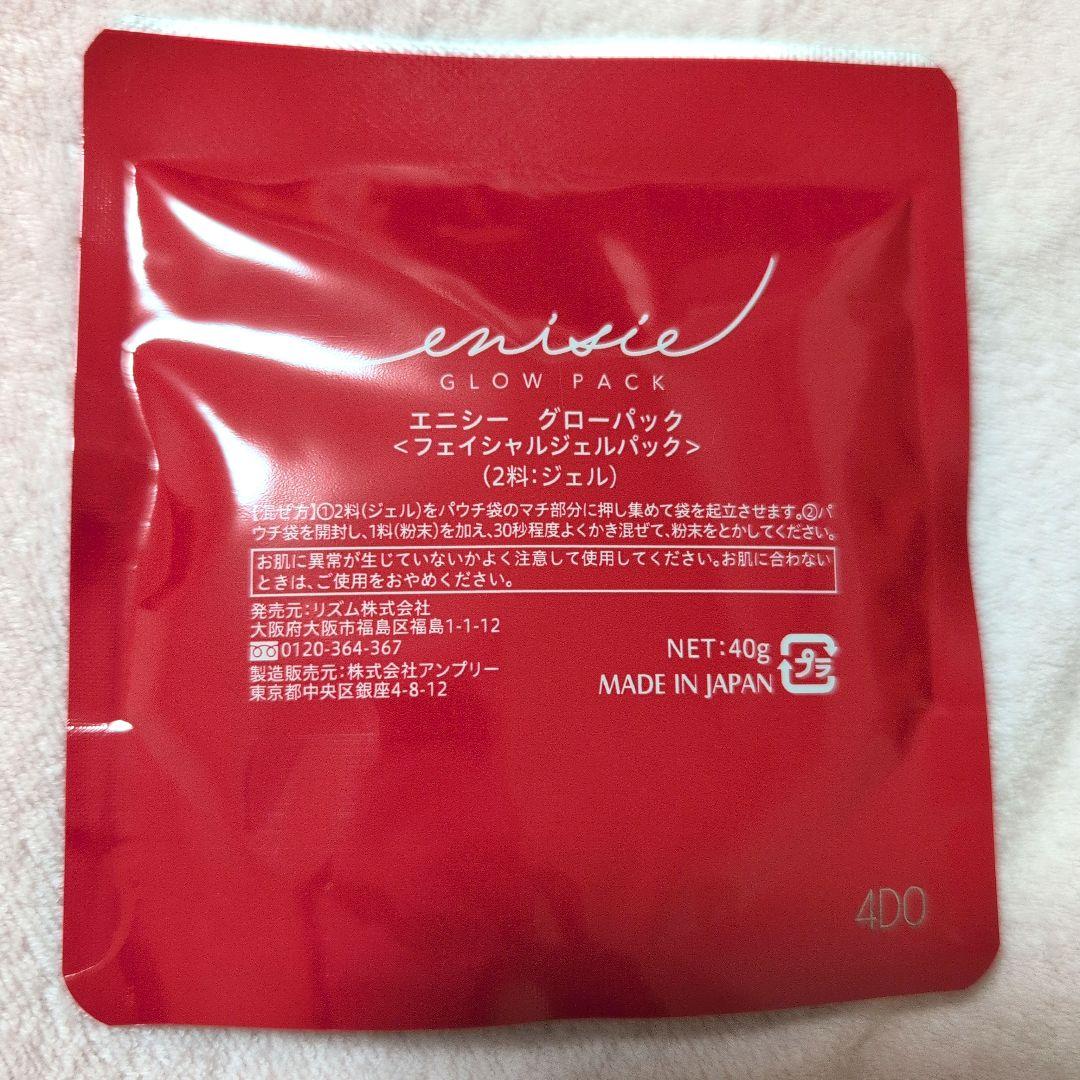 enisie
GLOW PACK
エニシー グローパック
<フェイシャルジェルパック>
(2料:ジェル)
【混ぜ方】①2料(ジェル)をパウチ袋のマチ部分に押し集めて袋を起立させます。②パ
ウチ袋を開封し、1料(粉末)を加え、30秒程度よくかき混ぜて、粉末をとかしてください。
お肌に異常が生じていないかよく注意して使用してください。お肌に合わない
ときは、ご使用をおやめください。
発売元:リズム株式会社
大阪府大阪市福島区福島1-1-12
0120-364-367
製造販売元:株式会社アンプリー
東京都中央区銀座4-8-12
NET:40g
プラ
MADE IN JAPAN
4DO